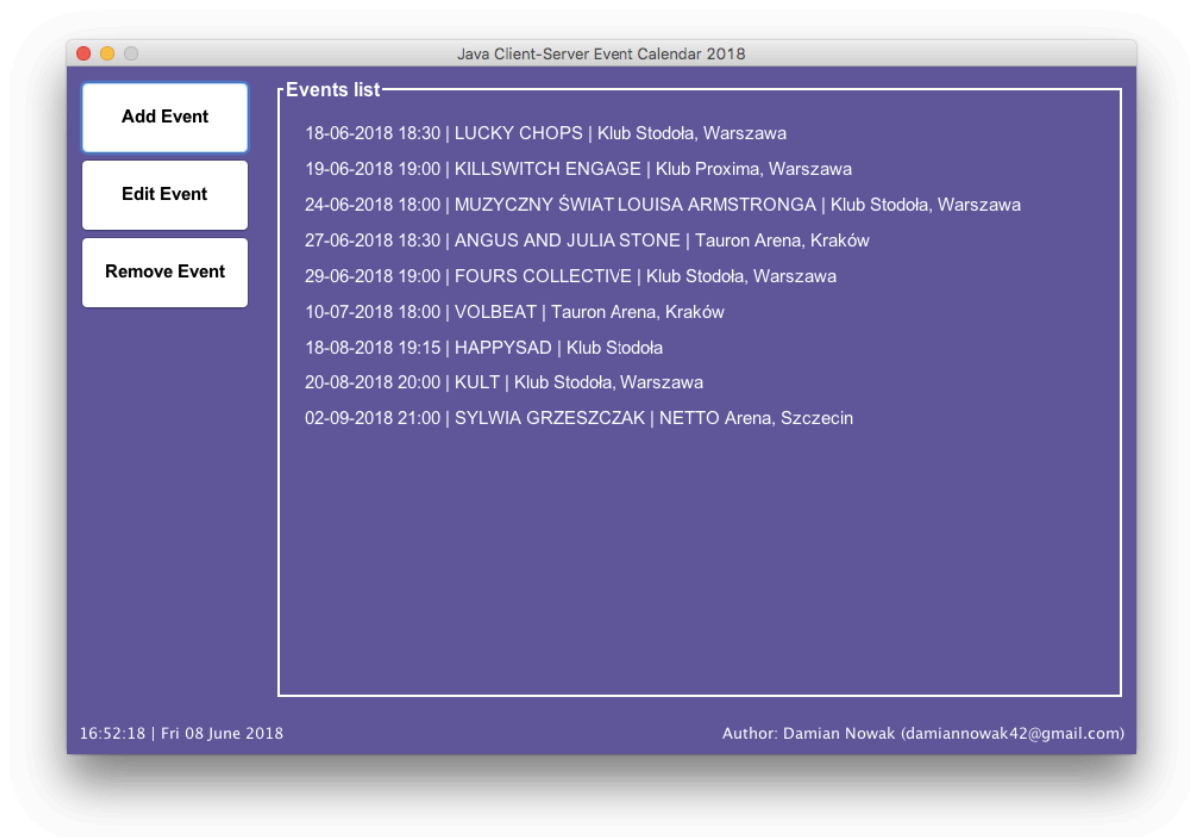 Java Client-Server Event Calendar 2018
Add Event
Edit Event
Remove Event
Events list
18-06-2018 18:30 | LUCKY CHOPS | Klub Stodoła, Warszawa
19-06-2018 19:00 | KILLSWITCH ENGAGE | Klub Proxima, Warszawa
24-06-2018 18:00 | MUZYCZNY ŚWIAT LOUISA ARMSTRONGA | Klub Stodoła, Warszawa
27-06-2018 18:30 | ANGUS AND JULIA STONE | Tauron Arena, Kraków
29-06-2018 19:00 | FOURS COLLECTIVE | Klub Stodoła, Warszawa
10-07-2018 18:00 | VOLBEAT | Tauron Arena, Kraków
18-08-2018 19:15 | HAPPYSAD | Klub Stodoła
20-08-2018 20:00 | KULT | Klub Stodoła, Warszawa
02-09-2018 21:00 | SYLWIA GRZESZCZAK | NETTO Arena, Szczecin
16:52:18 | Fri 08 June 2018
Author: Damian Nowak (damiannowak42@gmail.com)